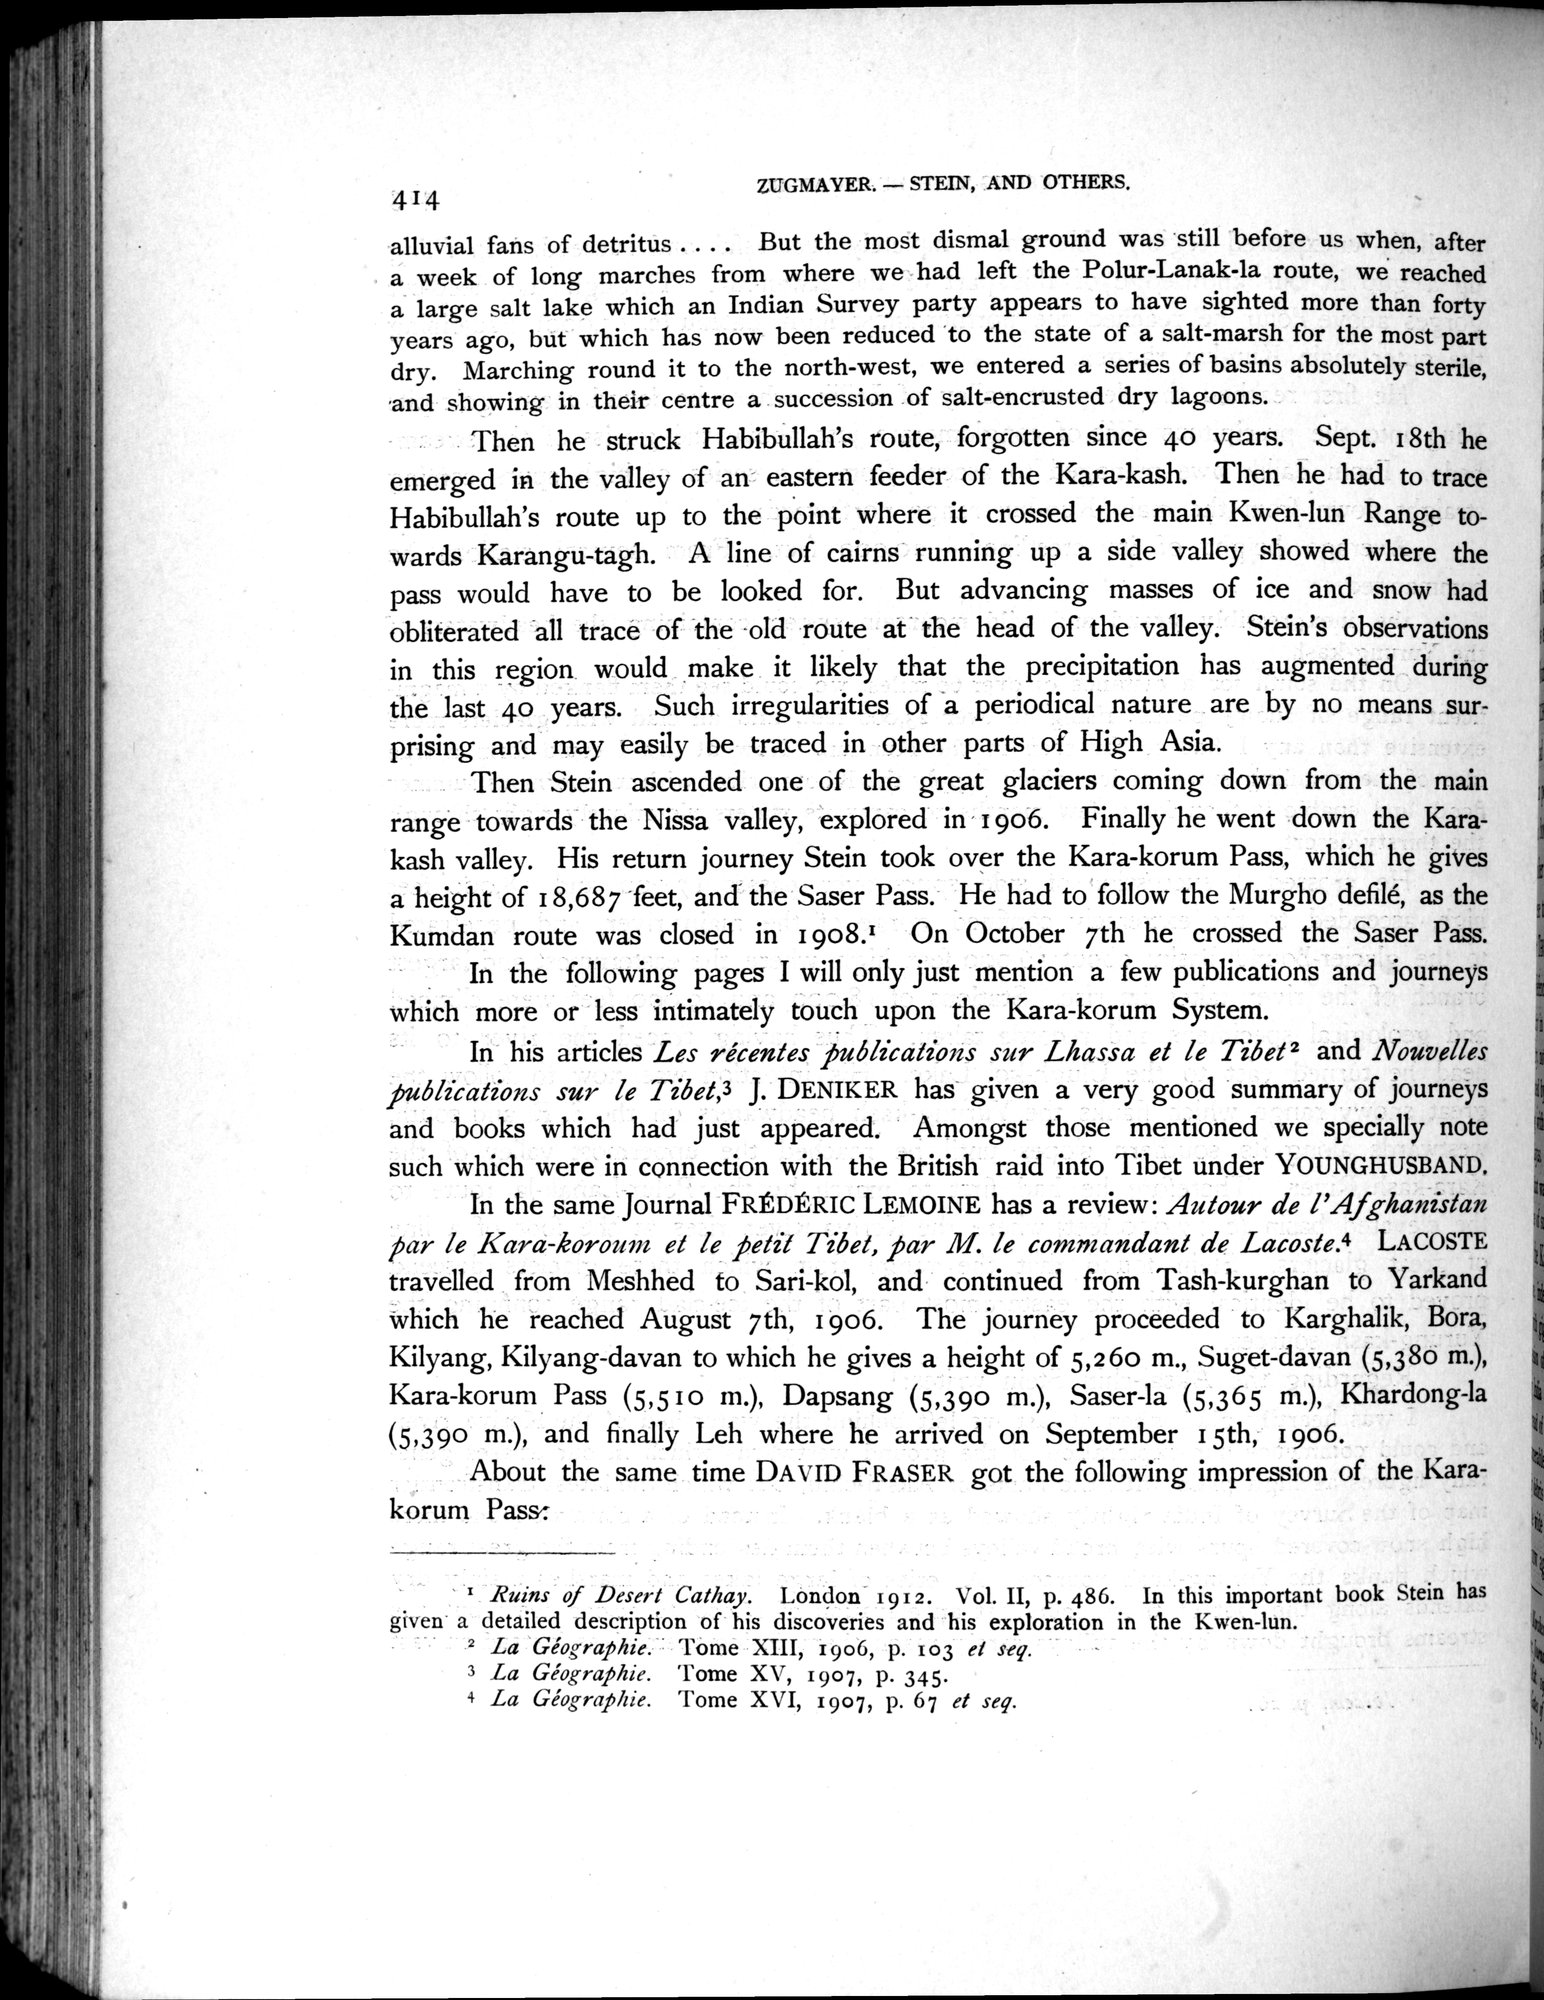 414
ZUGMAYER. — STEIN, AND OTHERS.
alluvial fans of detritus . . . . But the most dismal ground was still before us when, after
a week of long marches from where we had left the Polur-Lanak-la route, we reached
a large salt lake which an Indian Survey party appears to have sighted more than forty
years ago, but which has now been reduced to the state of a salt-marsh for the most part
dry. Marching round it to the north-west, we entered a series of basins absolutely sterile,
and showing in their centre a succession of salt-encrusted dry lagoons.
Then he struck Habibullah's route, forgotten since 40 years. Sept. 18th he
emerged in the valley of an eastern feeder of the Kara-kash. Then he had to trace
Habibullah's route up to the point where it crossed the main Kwen-lun Range to-
wards Karangu-tagh. A line of cairns running up a side valley showed where the
pass would have to be looked for. But advancing masses of ice and snow had
obliterated all trace of the old route at the head of the valley. Stein's observations
in this region would make it likely that the precipitation has augmented during
the last 40 years. Such irregularities of a periodical nature are by no means sur-
prising and may easily be traced in other parts of High Asia.
Then Stein ascended one of the great glaciers coming down from the main
range towards the Nissa valley, explored in 1906. Finally he went down the Kara-
kash valley. His return journey Stein took over the Kara-korum Pass, which he gives
a height of 18,687 feet, and the Saser Pass. He had to follow the Murgho defilé, as the
Kumdan route was closed in 1908.¹ On October 7th he crossed the Saser Pass.
In the following pages I will only just mention a few publications and journeys
which more or less intimately touch upon the Kara-korum System.
In his articles Les récentes publications sur Lhassa et le Tibet² and Nouvelles
publications sur le Tibet,³ J. DENIKER has given a very good summary of journeys
and books which had just appeared. Amongst those mentioned we specially note
such which were in connection with the British raid into Tibet under YOUNGHUSBAND.
In the same Journal FRÉDÉRIC LEMOINE has a review: Autour de l'Afghanistan
par le Kara-koroum et le petit Tibet, par M. le commandant de Lacoste.⁴ LACOSTE
travelled from Meshhed to Sari-kol, and continued from Tash-kurghan to Yarkand
which he reached August 7th, 1906. The journey proceeded to Karghalik, Bora,
Kilyang, Kilyang-davan to which he gives a height of 5,260 m., Suget-davan (5,380 m.),
Kara-korum Pass (5,510 m.), Dapsang (5,390 m.), Saser-la (5,365 m.), Khardong-la
(5,390 m.), and finally Leh where he arrived on September 15th, 1906.
About the same time DAVID FRASER got the following impression of the Kara-
korum Pass:
¹ Ruins of Desert Cathay. London 1912. Vol. II, p. 486. In this important book Stein has
given a detailed description of his discoveries and his exploration in the Kwen-lun.
² La Géographie. Tome XIII, 1906, p. 103 et seq.
³ La Géographie. Tome XV, 1907, p. 345.
⁴ La Géographie. Tome XVI, 1907, p. 67 et seq.